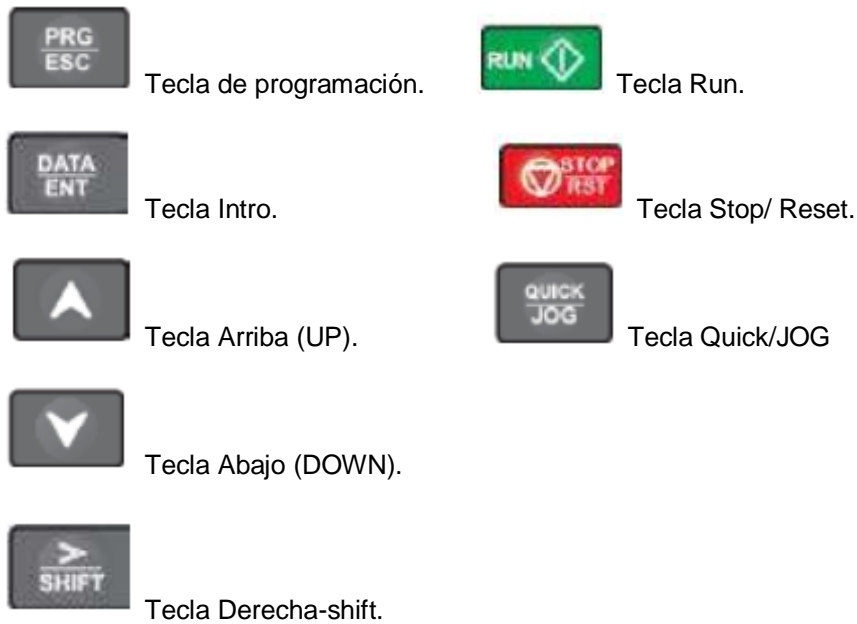 PRG
ESC
Tecla de programación.
RUN
Tecla Run.
DATA
ENT
Tecla Intro.
STOP
RST
Tecla Stop/ Reset.
Tecla Arriba (UP).
QUICK
JOG
Tecla Quick/JOG
Tecla Abajo (DOWN).
SHIFT
Tecla Derecha-shift.